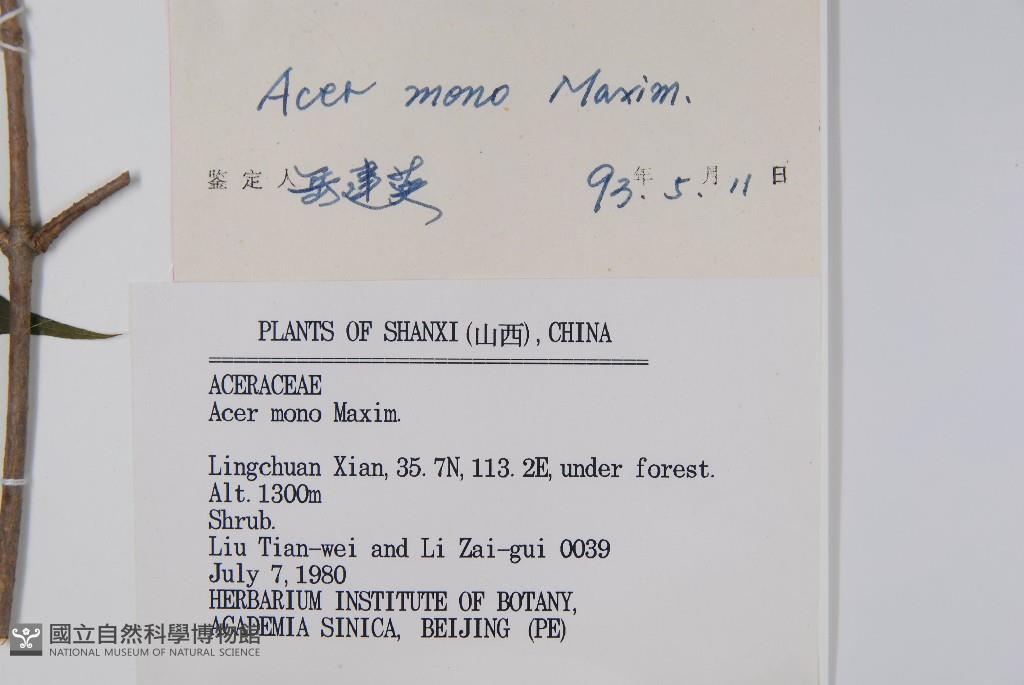 Acer mono Maxim.
鉴定人 岳建英 93年 5.月 11日
PLANTS OF SHANXI (山西), CHINA
ACERACEAE
Acer mono Maxim.
Lingchuan Xian, 35. 7N, 113. 2E, under forest.
Alt. 1300m
Shrub.
Liu Tian-wei and Li Zai-gui 0039
July 7, 1980
HERBARIUM INSTITUTE OF BOTANY,
ACADEMIA SINICA, BEIJING (PE)
國立自然科學博物館
NATIONAL MUSEUM OF NATURAL SCIENCE